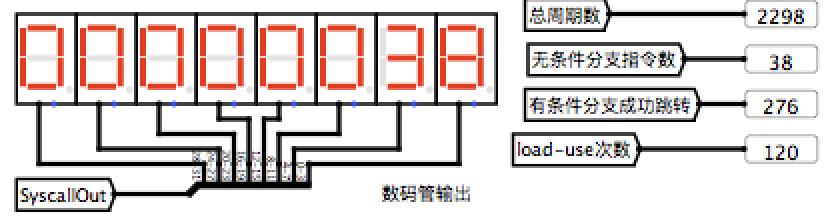 00000038
总周期数 2298
无条件分支指令数 38
有条件分支成功跳转 276
load-use次数 120
SyscallOut
数码管输出